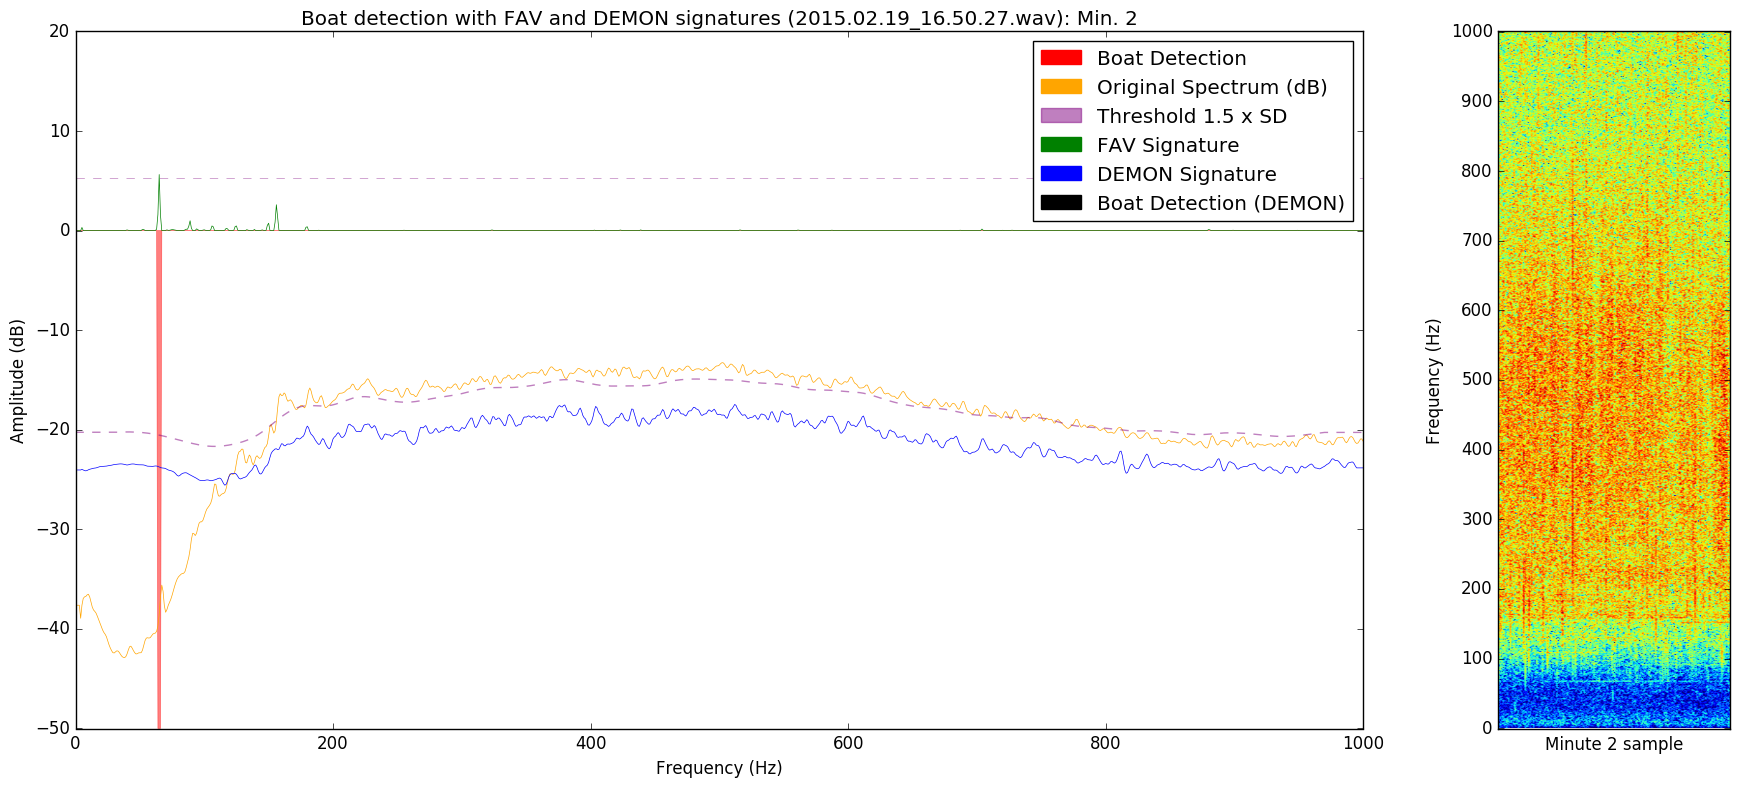 Boat detection with FAV and DEMON signatures (2015.02.19_16.50.27.wav): Min. 2
Boat Detection
Original Spectrum (dB)
Threshold 1.5 x SD
FAV Signature
DEMON Signature
Boat Detection (DEMON)
Amplitude (dB)
20
10
0
−10
−20
−30
−40
−50
0 200 400 600 800 1000
Frequency (Hz)
Frequency (Hz)
1000
900
800
700
600
500
400
300
200
100
0
Minute 2 sample